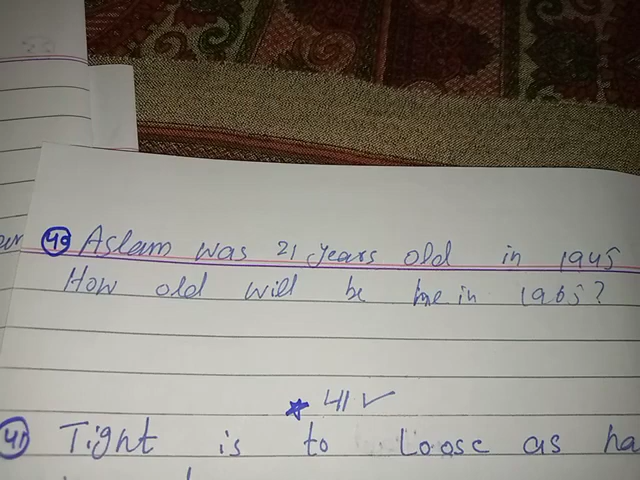 40 Aslam was 21 years old in 1945
How old will be he in 1965?
* 41 ✓
41 Tight is to Loose as ha